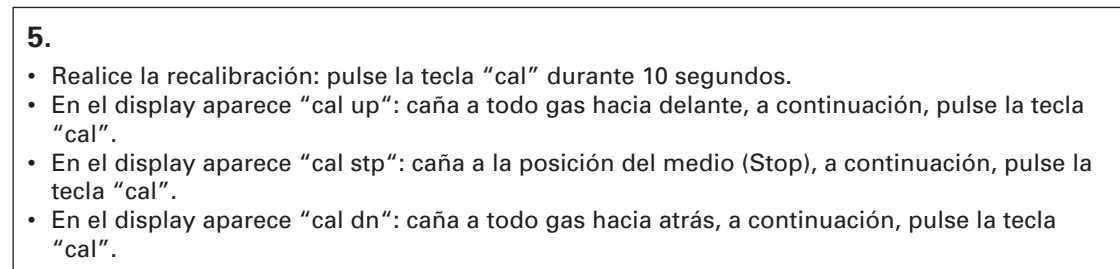 5.
• Realice la recalibración: pulse la tecla “cal” durante 10 segundos.
• En el display aparece “cal up“: caña a todo gas hacia delante, a continuación, pulse la tecla
“cal”.
• En el display aparece “cal stp“: caña a la posición del medio (Stop), a continuación, pulse la
tecla “cal”.
• En el display aparece “cal dn“: caña a todo gas hacia atrás, a continuación, pulse la tecla
“cal”.